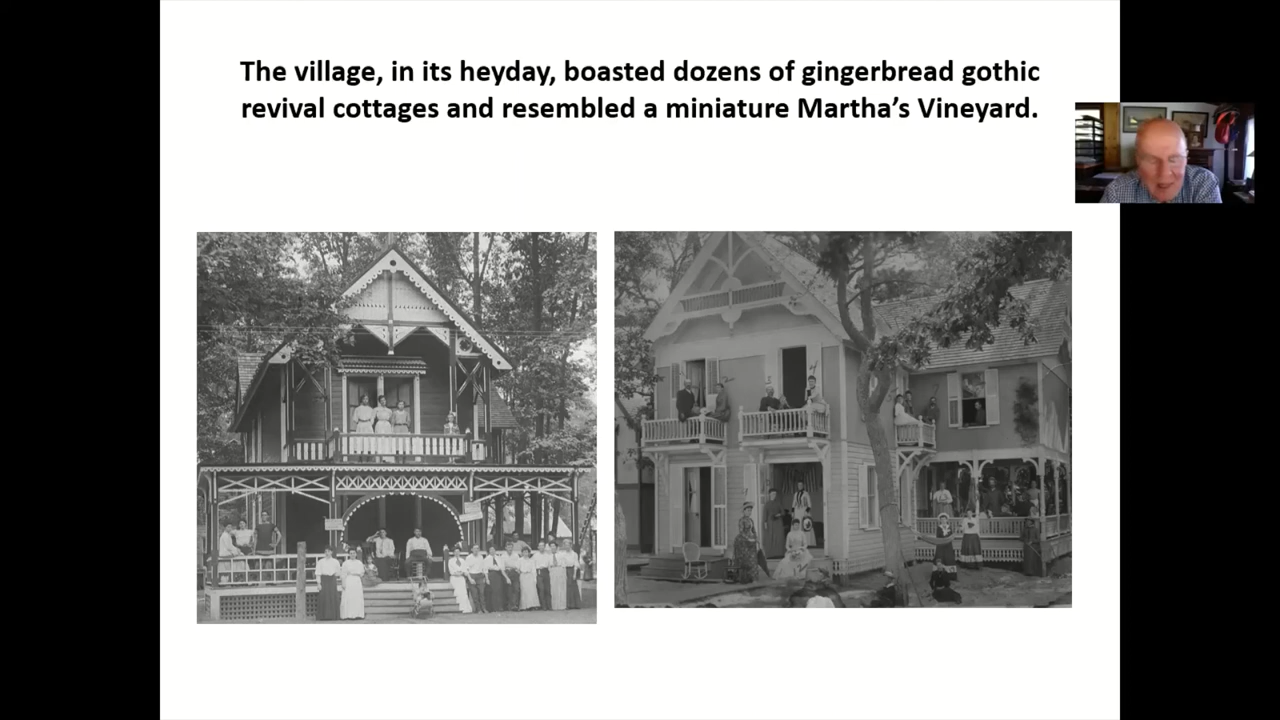 The village, in its heyday, boasted dozens of gingerbread gothic
revival cottages and resembled a miniature Martha’s Vineyard.